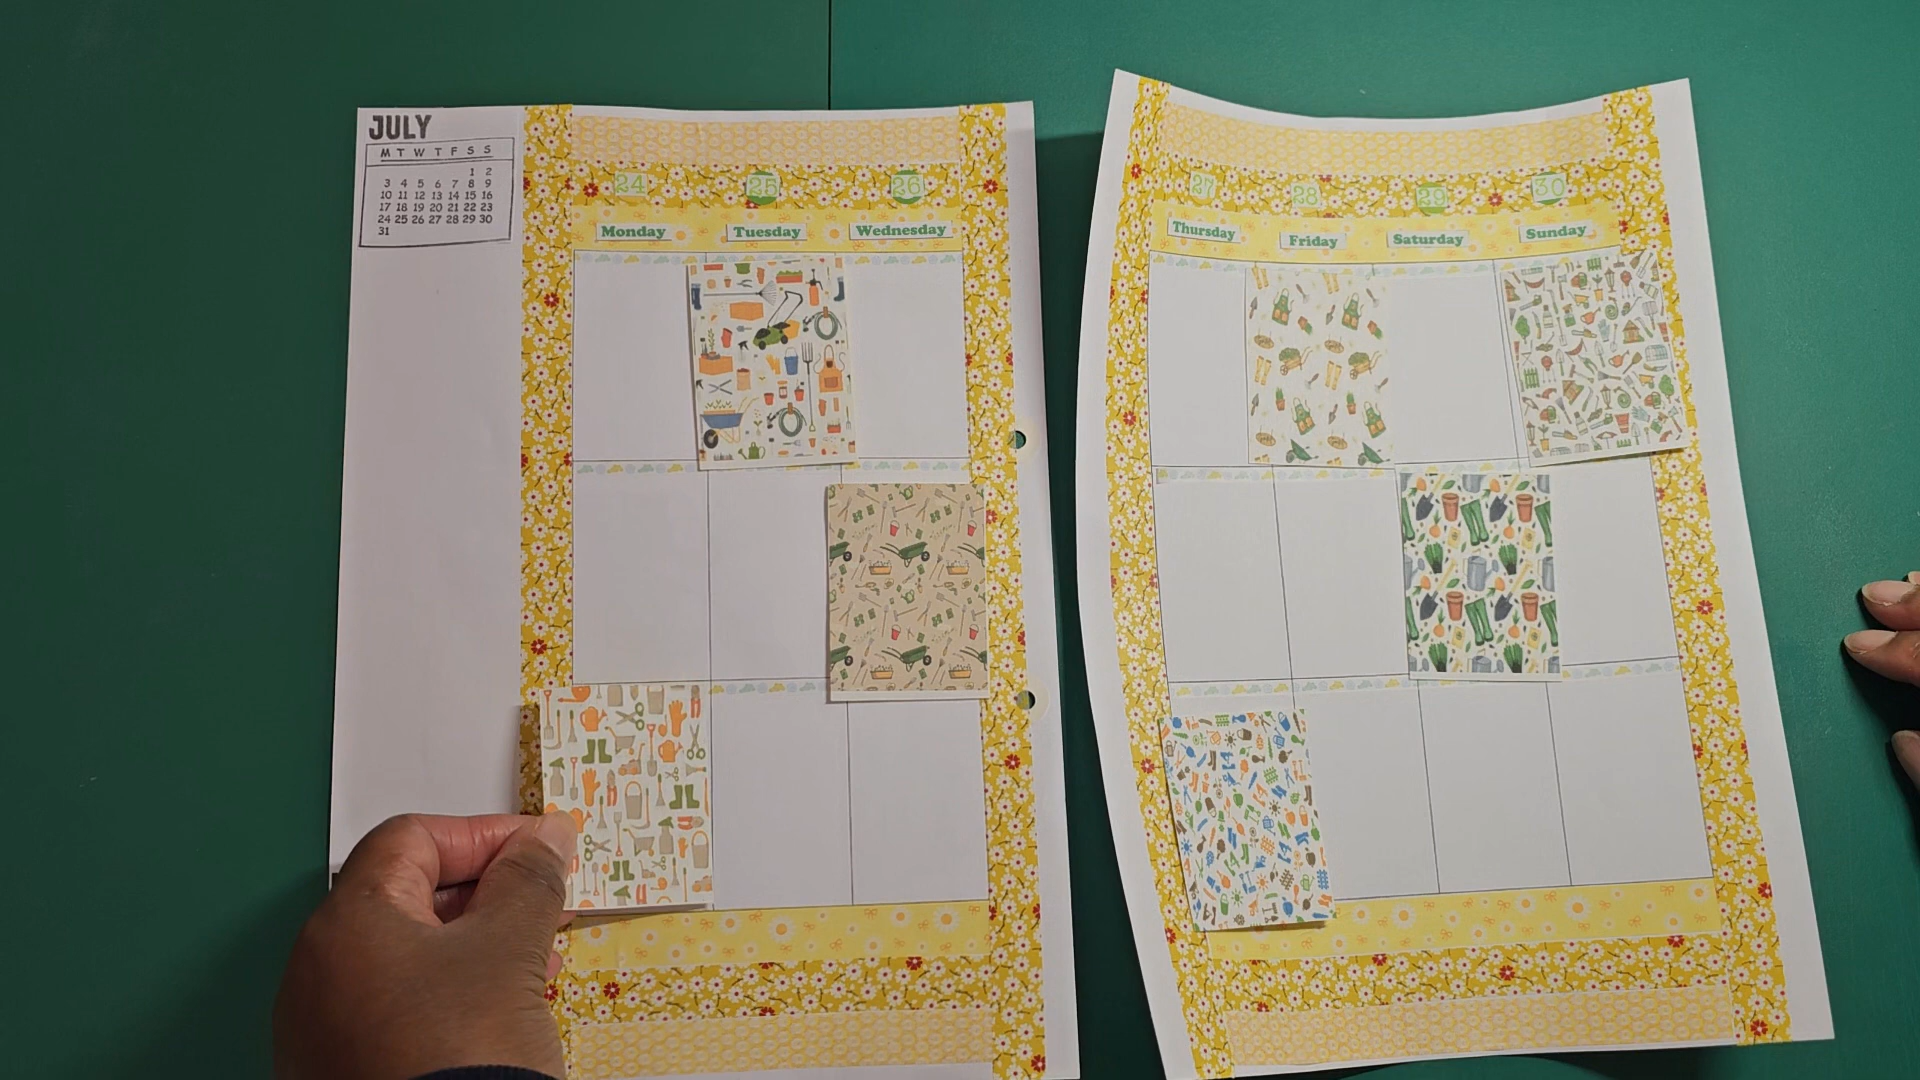 JULY
M T W T F S S
1 2
3 4 5 6 7 8 9
10 11 12 13 14 15 16
17 18 19 20 21 22 23
24 25 26 27 28 29 30
31
24 25 26
Monday Tuesday Wednesday
27 28 29 30
Thursday Friday Saturday Sunday